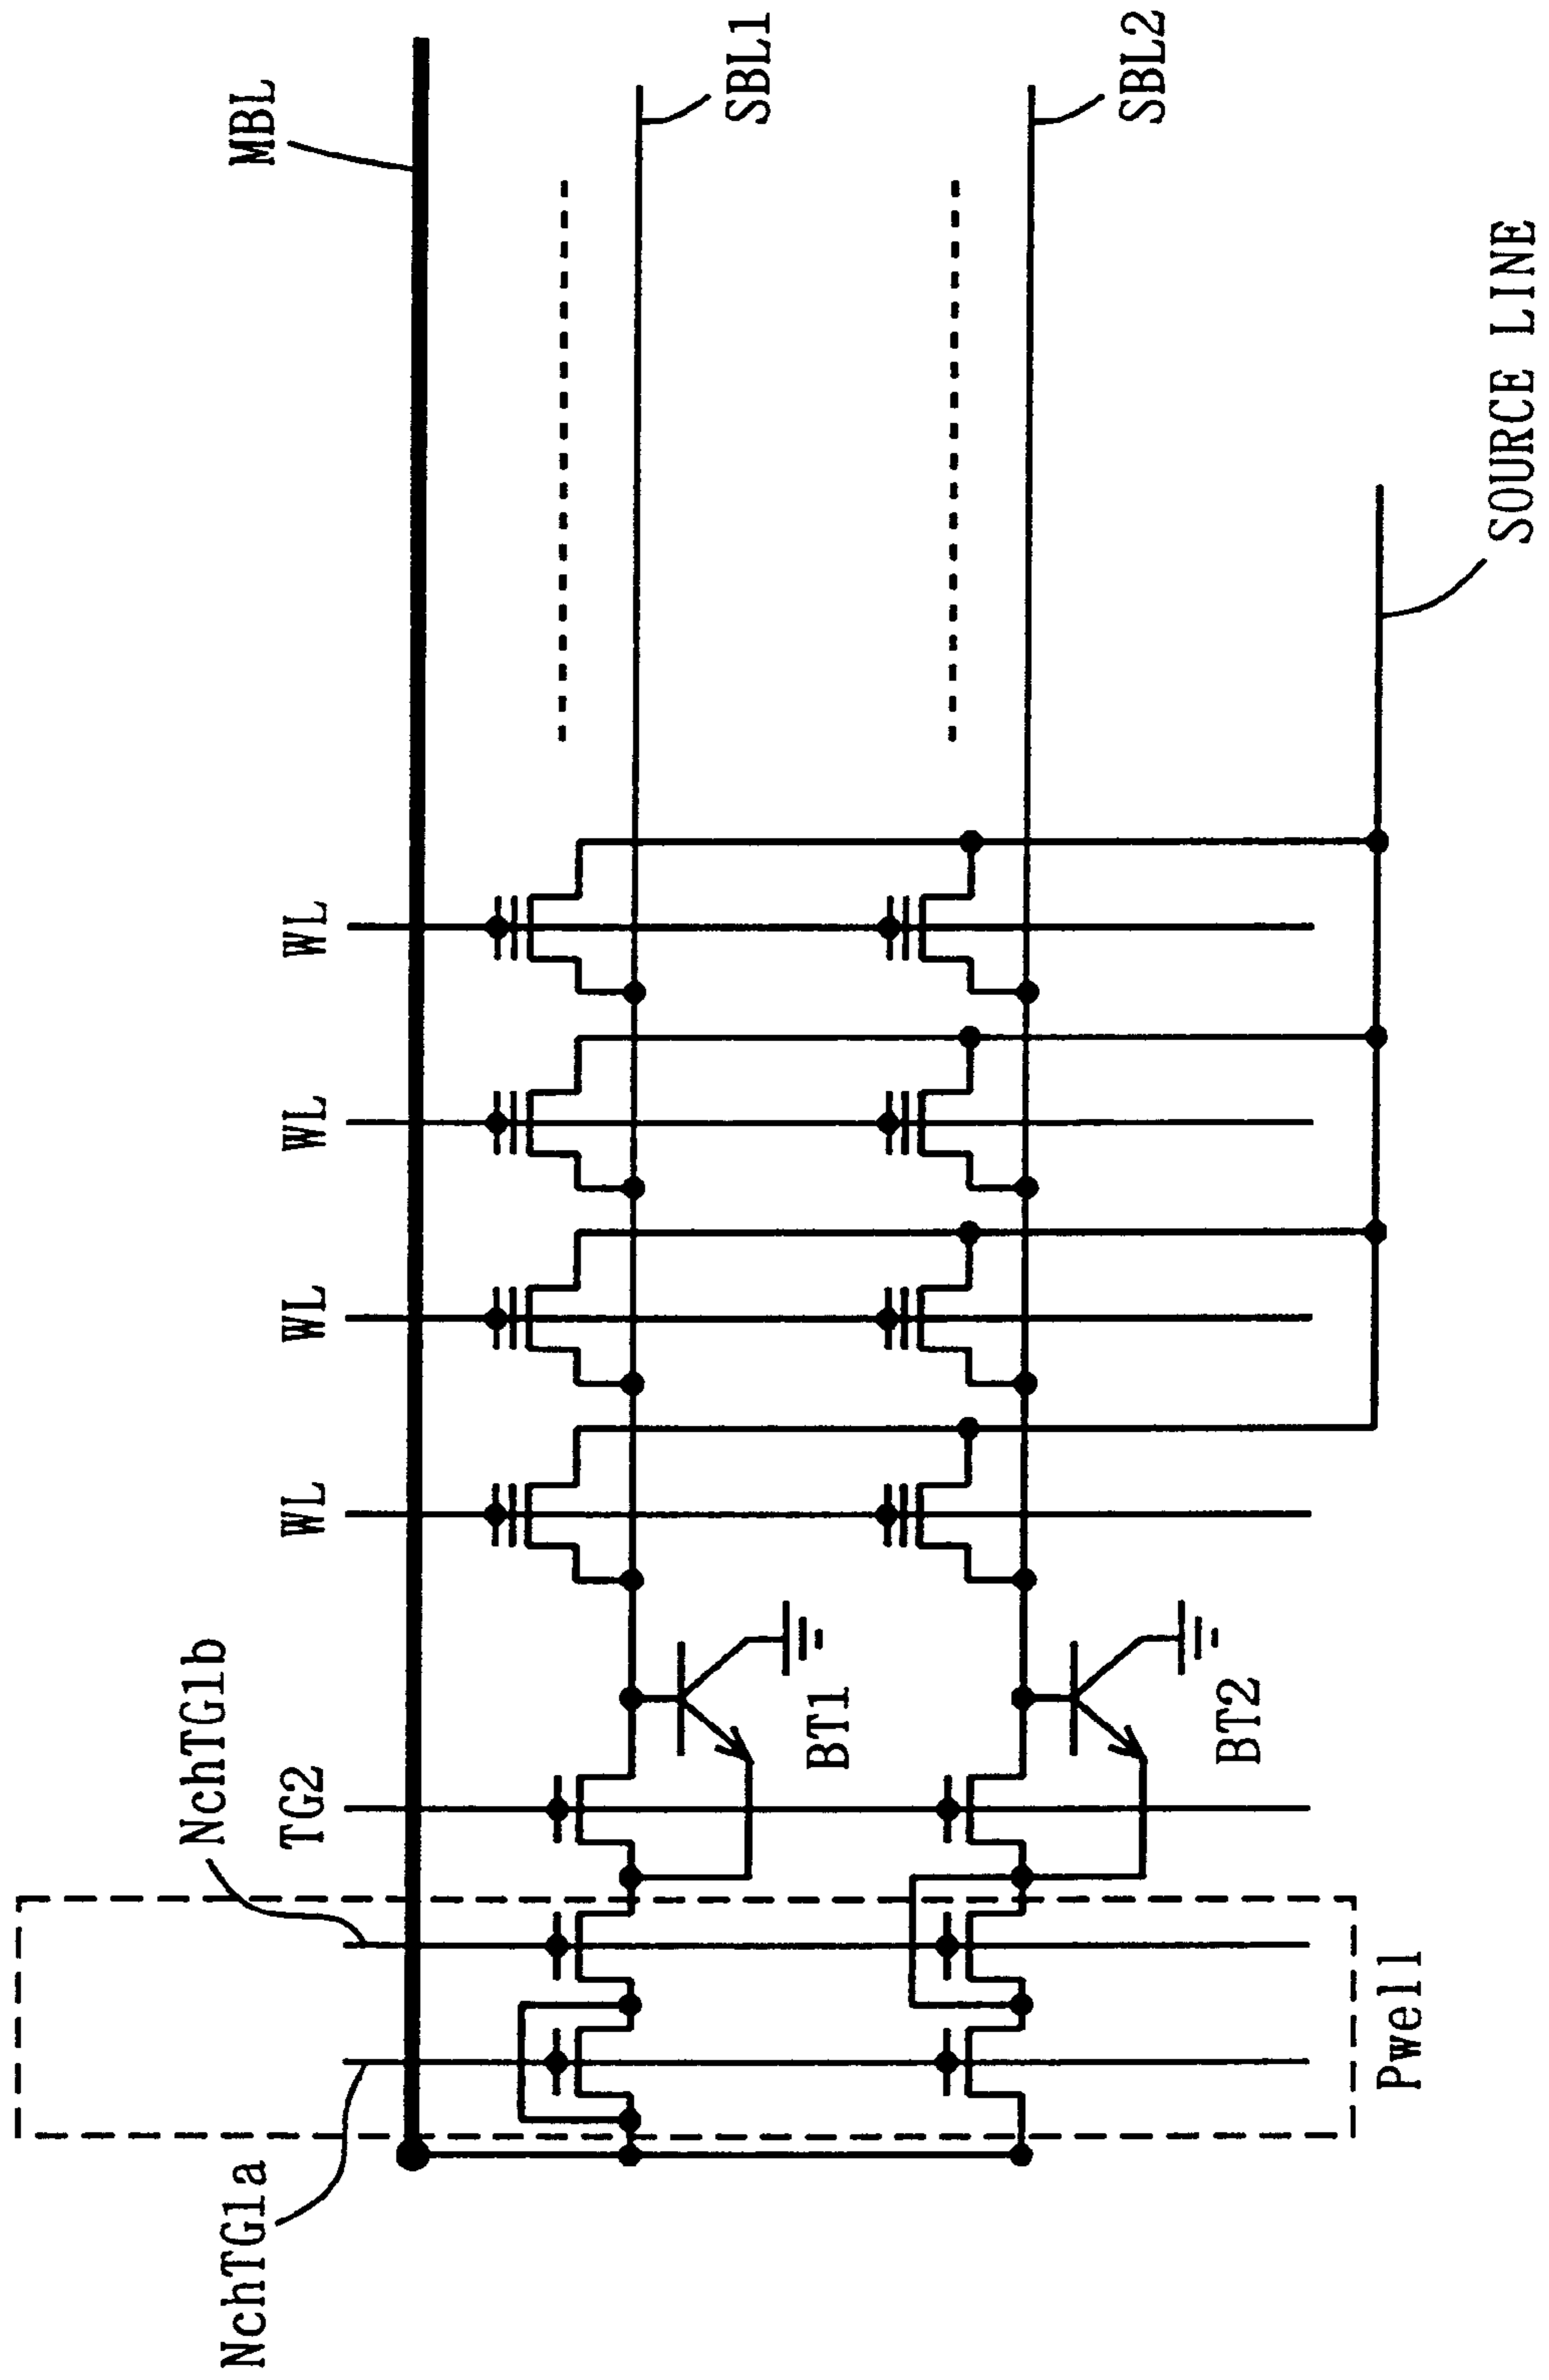 MBL
SBL1
SBL2
SOURCE LINE
WL
WL
WL
WL
NchTG1b
TG2
BT1
BT2
NchTG1a
Pwell